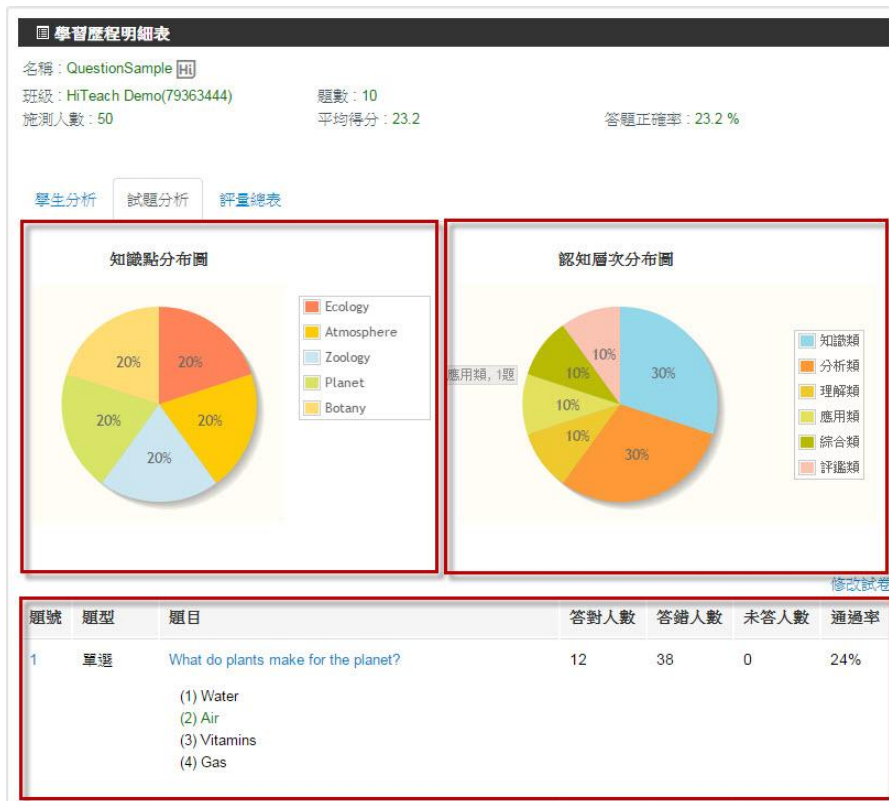 學習歷程明細表
名稱 : QuestionSample Hi
班級 : HiTeach Demo(79363444) 題數 : 10
施測人數 : 50 平均得分 : 23.2 答題正確率 : 23.2 %
學生分析 試題分析 評量總表
知識點分布圖
20% 20%
20% 20%
20%
Ecology
Atmosphere
Zoology
Planet
Botany
認知層次分布圖
應用類, 1題
10%
10% 30%
10%
10%
30%
知識類
分析類
理解類
應用類
綜合類
評鑑類
修改試卷
題號 題型 題目 答對人數 答錯人數 未答人數 通過率
1 單選 What do plants make for the planet? 12 38 0 24%
(1) Water
(2) Air
(3) Vitamins
(4) Gas